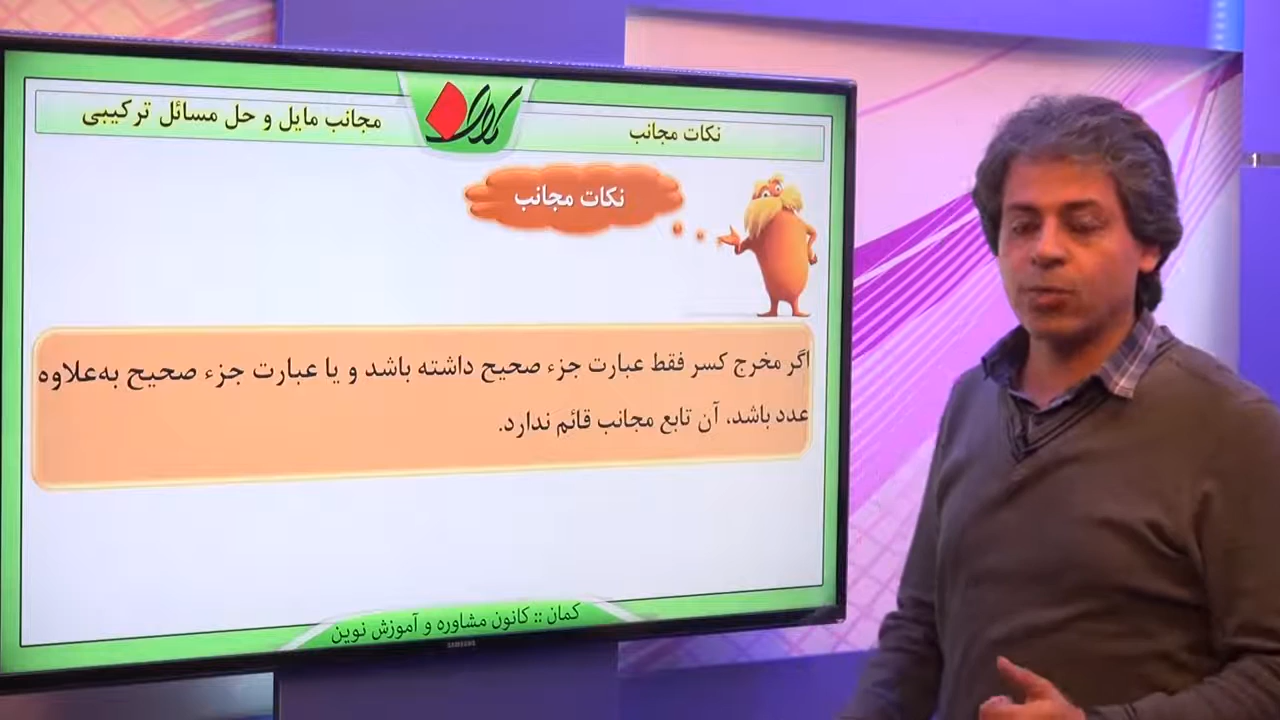 نکات مجانب
مجانب مایل و حل مسائل ترکیبی
نکات مجانب
اگر مخرج کسر فقط عبارت جزء صحیح داشته باشد و یا عبارت جزء صحیح به‌علاوه
عدد باشد، آن تابع مجانب قائم ندارد.
کمان :: کانون مشاوره و آموزش نوین
SAMSUNG